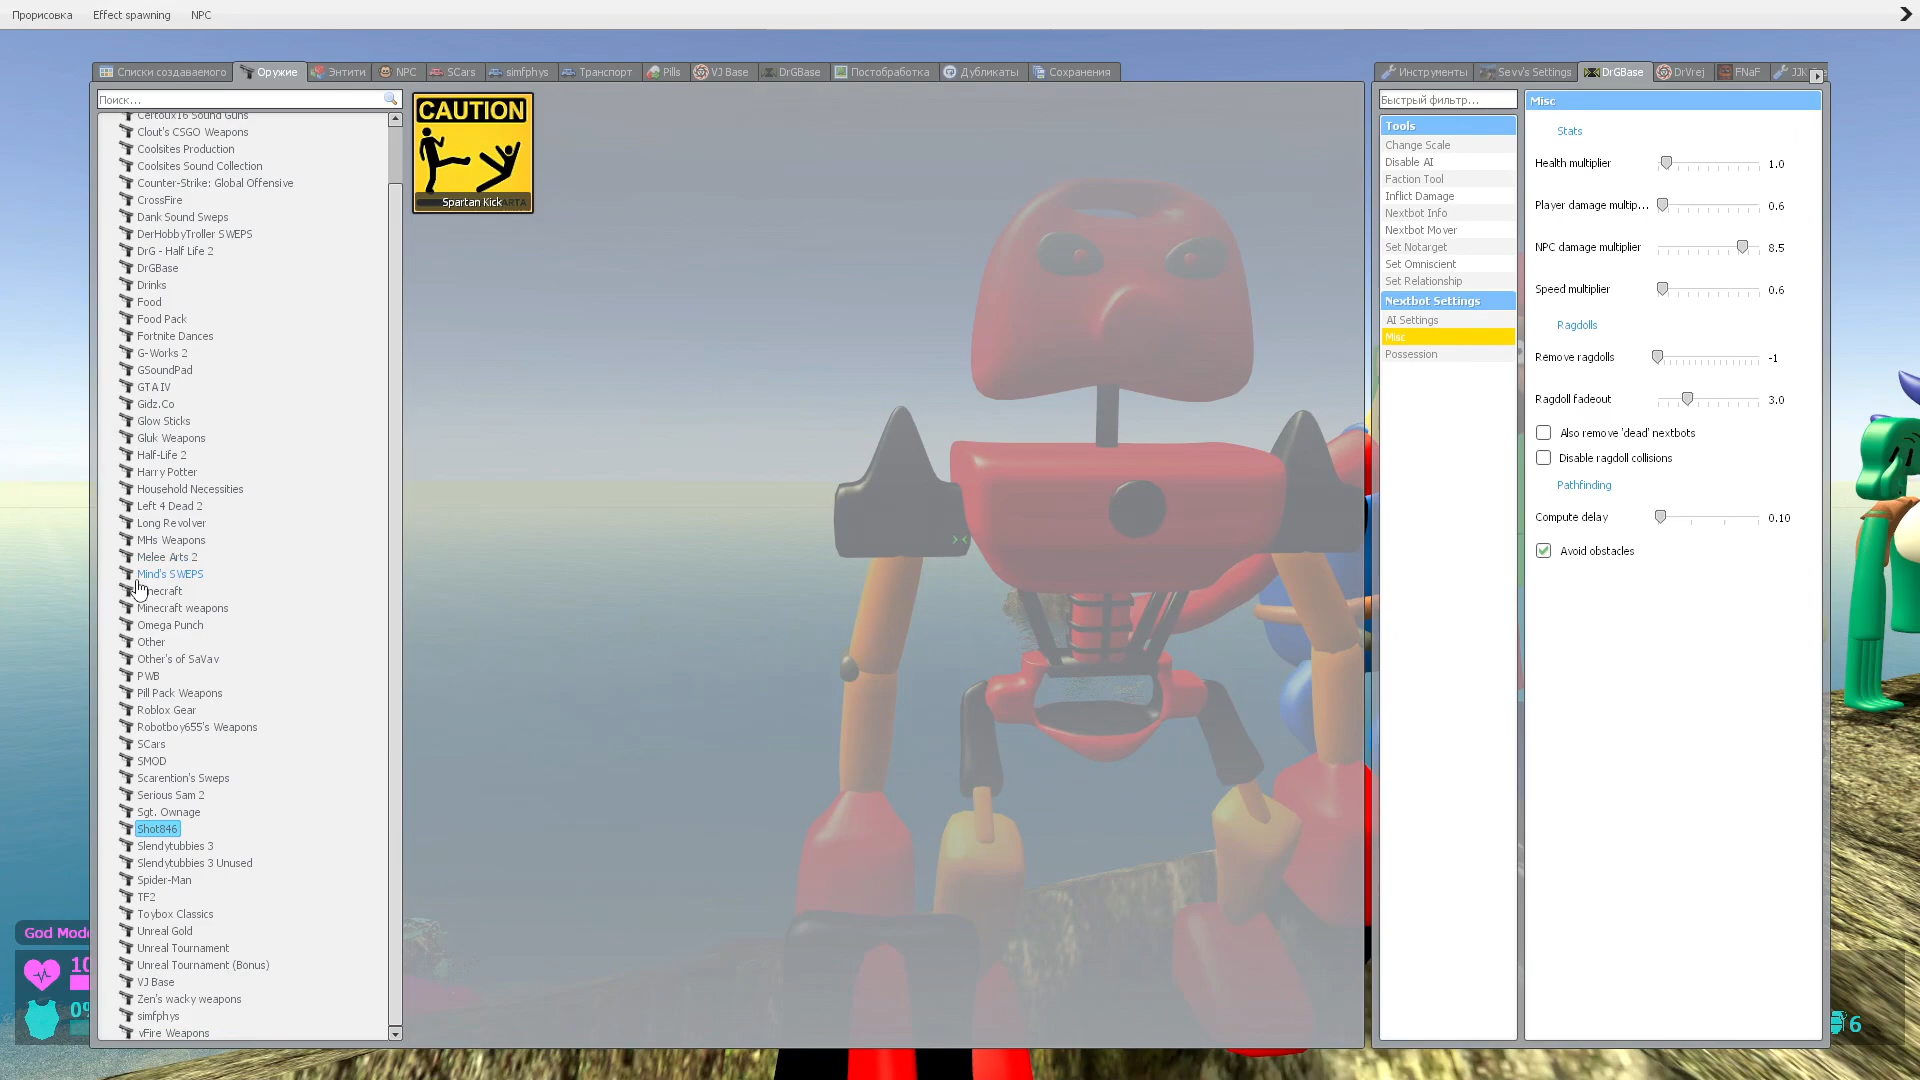 Прорисовка Effect spawning NPC
Списки создаваемого Оружие Энтити NPC SCars simfphys Транспорт Pills VJ Base DrGBase Постобработка Дубликаты Сохранения
Инструменты Sevv's Settings DrGBase DrVrej FNaF
Поиск...
Certoux16 Sound Guns
Clout's CSGO Weapons
Coolsites Production
Coolsites Sound Collection
Counter-Strike: Global Offensive
CrossFire
Dank Sound Sweps
DerHobbyTroller SWEPS
DrG - Half Life 2
DrGBase
Drinks
Food
Food Pack
Fortnite Dances
G-Works 2
GSoundPad
GTA IV
Gidz.Co
Glow Sticks
Gluk Weapons
Half-Life 2
Harry Potter
Household Necessities
Left 4 Dead 2
Long Revolver
MHs Weapons
Melee Arts 2
Mind's SWEPS
necraft
Minecraft weapons
Omega Punch
Other
Other's of SaVav
PWB
Pill Pack Weapons
Roblox Gear
Robotboy655's Weapons
SCars
SMOD
Scarention's Sweps
Serious Sam 2
Sgt. Ownage
Shot846
Slendytubbies 3
Slendytubbies 3 Unused
Spider-Man
TF2
Toybox Classics
Unreal Gold
Unreal Tournament
Unreal Tournament (Bonus)
VJ Base
Zen's wacky weapons
simfphys
vFire Weapons
CAUTION
Spartan Kick
Быстрый фильтр...
Tools
Change Scale
Disable AI
Faction Tool
Inflict Damage
Nextbot Info
Nextbot Mover
Set Notarget
Set Omniscient
Set Relationship
Nextbot Settings
AI Settings
Misc
Possession
Misc
Stats
Health multiplier 1.0
Player damage multip... 0.6
NPC damage multiplier 8.5
Speed multiplier 0.6
Ragdolls
Remove ragdolls -1
Ragdoll fadeout 3.0
Also remove 'dead' nextbots
Disable ragdoll collisions
Pathfinding
Compute delay 0.10
Avoid obstacles
God Mode
10
0%
6